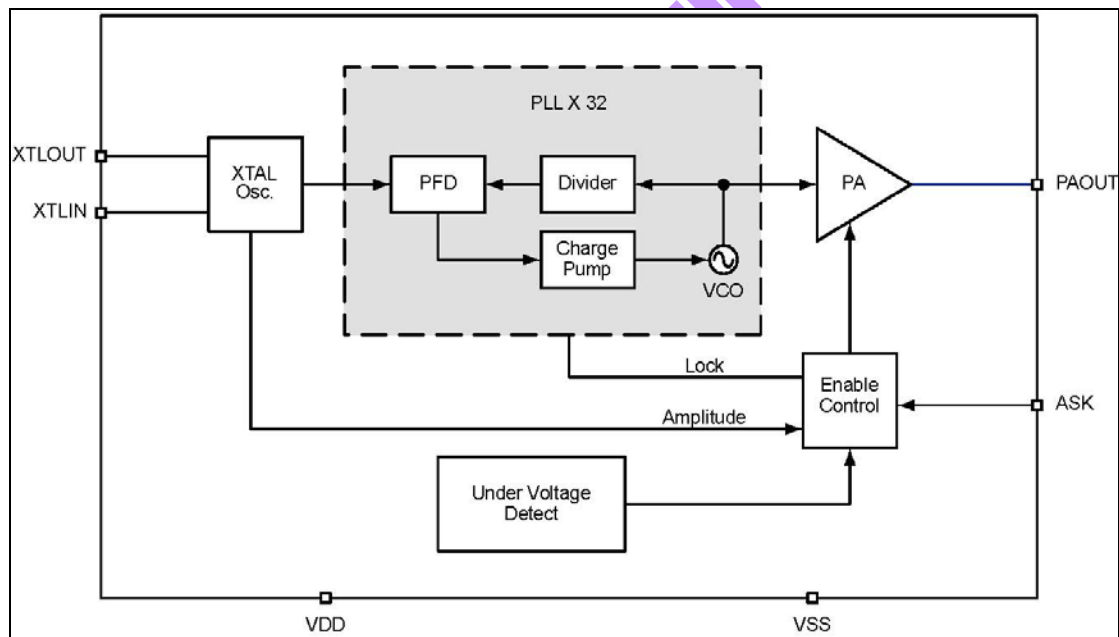 PLL X 32
XTLOUT
XTAL
Osc.
PFD
Divider
PA
PAOUT
XTLIN
Charge
Pump
VCO
Lock
Enable
Control
ASK
Amplitude
Under Voltage
Detect
VDD
VSS